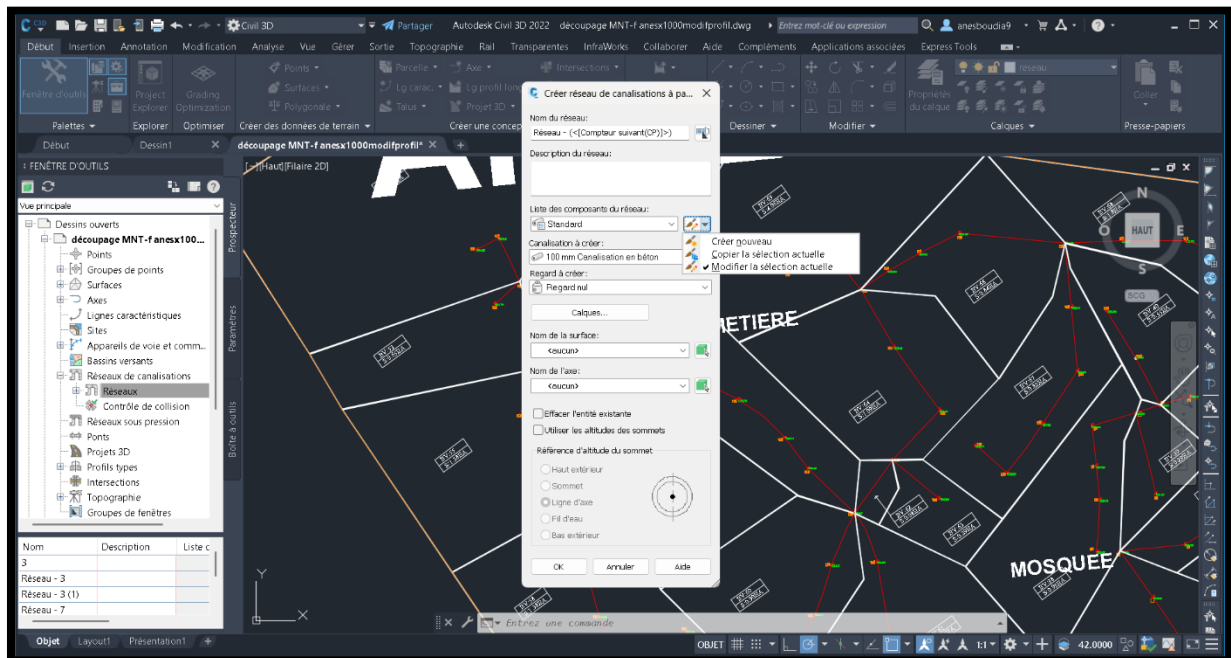 C 3D Civil 3D Partager Autodesk Civil 3D 2022 découpage MNT-f anesx1000modifprofil.dwg Entrez mot-clé ou expression anesboudia9
Début Insertion Annotation Modification Analyse Vue Gérer Sortie Topographie Rail Transparentes InfraWorks Collaborer Aide Compléments Applications associées Express Tools
Fenêtre d'outils Project Explorer Grading Optimization
Points Parcelle Axe Intersections
Surfaces Lg carac. Lg profil long
Polygonale Talus Projet 3D
Propriétés du calque
reseau
Coller
Palettes Explorer Optimiser Créer des données de terrain Créer une concep Dessiner Modifier Calques Presse-papiers
Début Dessin1 découpage MNT-f anesx1000modifprofil*
FENÊTRE D'OUTILS
[-][Haut][Filaire 2D]
Vue principale
Dessins ouverts
découpage MNT-f anesx100...
Points
Groupes de points
Surfaces
Axes
Lignes caractéristiques
Sites
Appareils de voie et comm...
Bassins versants
Réseaux de canalisations
Réseaux
Contrôle de collision
Réseaux sous pression
Ponts
Projets 3D
Profils types
Intersections
Topographie
Groupes de fenêtres
Prospecteur
Paramètres
Topographie
Boîte à outils
Nom Description Liste c
3
Réseau - 3
Réseau - 3 (1)
Réseau - 7
Créer réseau de canalisations à pa...
Nom du réseau:
Réseau - (<[Compteur suivant(CP)]>)
Description du réseau:
Liste des composants du réseau:
Standard
Créer nouveau
Copier la sélection actuelle
Modifier la sélection actuelle
Canalisation à créer:
100 mm Canalisation en béton
Regard à créer:
Regard nul
Calques...
Nom de la surface:
<aucun>
Nom de l'axe:
<aucun>
Effacer l'entité existante
Utiliser les altitudes des sommets
Référence d'altitude du sommet
Haut extérieur
Sommet
Ligne d'axe
Fil d'eau
Bas extérieur
OK Annuler Aide
N
O HAUT E
S
SCG
ETIERE
MOSQUEE
Y
X
Entrez une commande
Objet Layout1 Présentation1 + OBJET 1:1 42.0000